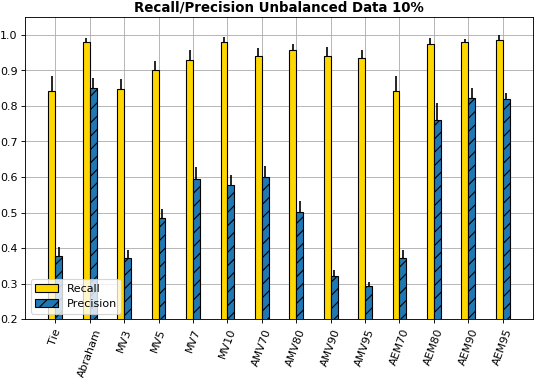 Recall/Precision Unbalanced Data 10%
1.0
0.9
0.8
0.7
0.6
0.5
0.4
0.3
0.2
Recall
Precision
Tie
Abraham
MV3
MV5
MV7
MV10
AMV70
AMV80
AMV90
AMV95
AEM70
AEM80
AEM90
AEM95